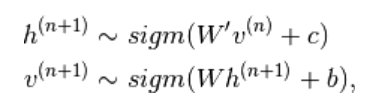 h^{(n+1)} ∼ sigm(W'v^{(n)} + c)
v^{(n+1)} ∼ sigm(Wh^{(n+1)} + b),